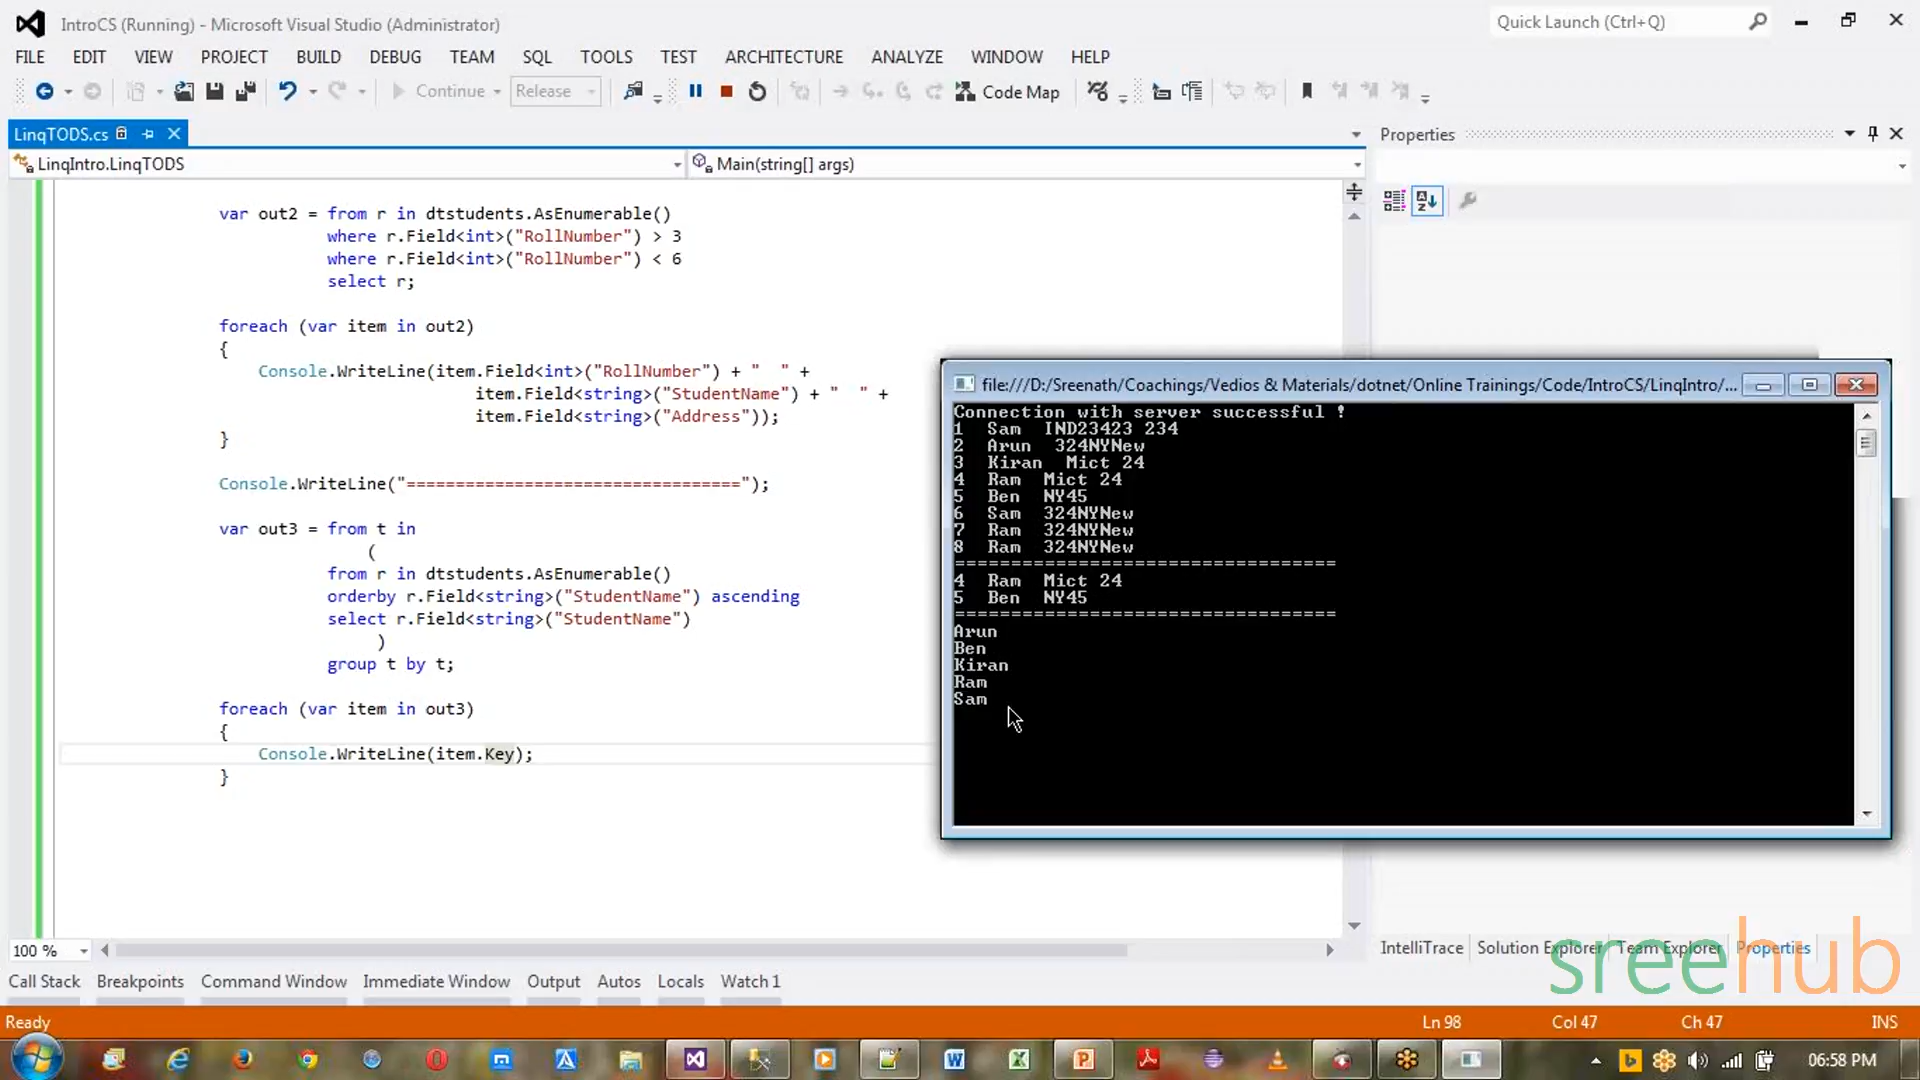 IntroCS (Running) - Microsoft Visual Studio (Administrator)
Quick Launch (Ctrl+Q)
FILE EDIT VIEW PROJECT BUILD DEBUG TEAM SQL TOOLS TEST ARCHITECTURE ANALYZE WINDOW HELP
Continue Release Code Map
LinqTODS.cs
Properties
LinqIntro.LinqTODS
Main(string[] args)
var out2 = from r in dtstudents.AsEnumerable()
where r.Field<int>("RollNumber") > 3
where r.Field<int>("RollNumber") < 6
select r;
foreach (var item in out2)
{
Console.WriteLine(item.Field<int>("RollNumber") + "  " +
item.Field<string>("StudentName") + "  " +
item.Field<string>("Address"));
}
Console.WriteLine("==================================");
var out3 = from t in
(
from r in dtstudents.AsEnumerable()
orderby r.Field<string>("StudentName") ascending
select r.Field<string>("StudentName")
)
group t by t;
foreach (var item in out3)
{
Console.WriteLine(item.Key);
}
file:///D:/Sreenath/Coachings/Vedios & Materials/dotnet/Online Trainings/Code/IntroCS/LinqIntro/...
Connection with server successful !
1  Sam  IND23423 234
2  Arun  324NYNew
3  Kiran  Mict 24
4  Ram  Mict 24
5  Ben  NY45
6  Sam  324NYNew
7  Ram  324NYNew
8  Ram  324NYNew
==================================
4  Ram  Mict 24
5  Ben  NY45
==================================
Arun
Ben
Kiran
Ram
Sam
100 %
IntelliTrace Solution Explorer Team Explorer Properties
sreehub
Call Stack Breakpoints Command Window Immediate Window Output Autos Locals Watch 1
Ready
Ln 98 Col 47 Ch 47 INS
06:58 PM